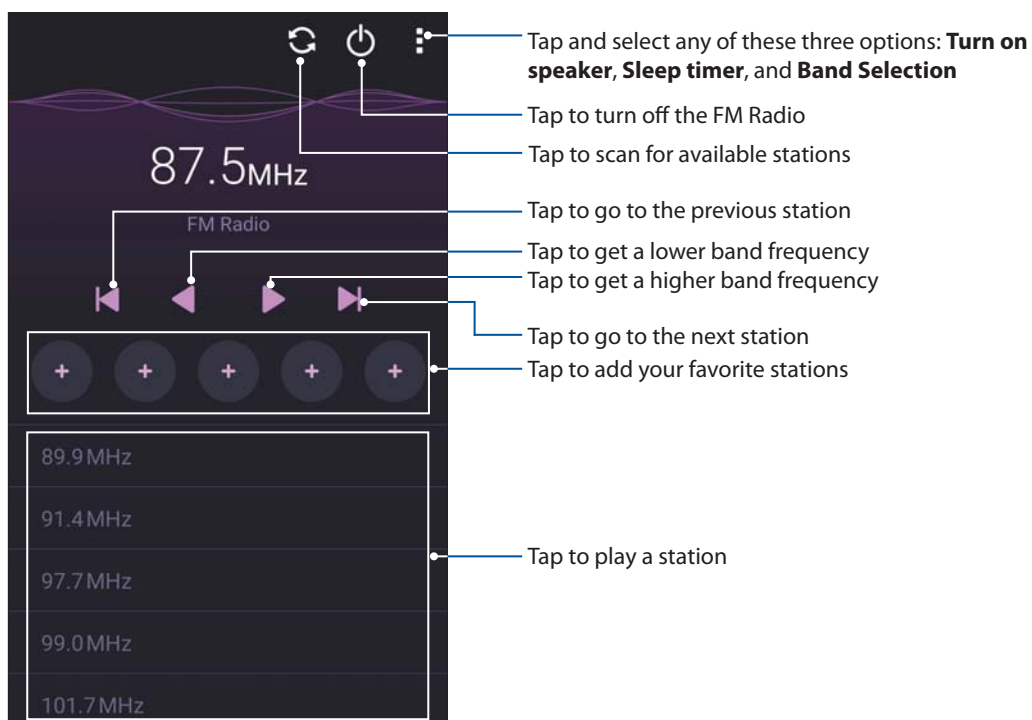 Tap and select any of these three options: Turn on
speaker, Sleep timer, and Band Selection
Tap to turn off the FM Radio
Tap to scan for available stations
87.5MHz
FM Radio
Tap to go to the previous station
Tap to get a lower band frequency
Tap to get a higher band frequency
Tap to go to the next station
+ + + + +
Tap to add your favorite stations
89.9MHz
91.4MHz
97.7MHz
99.0MHz
101.7MHz
Tap to play a station